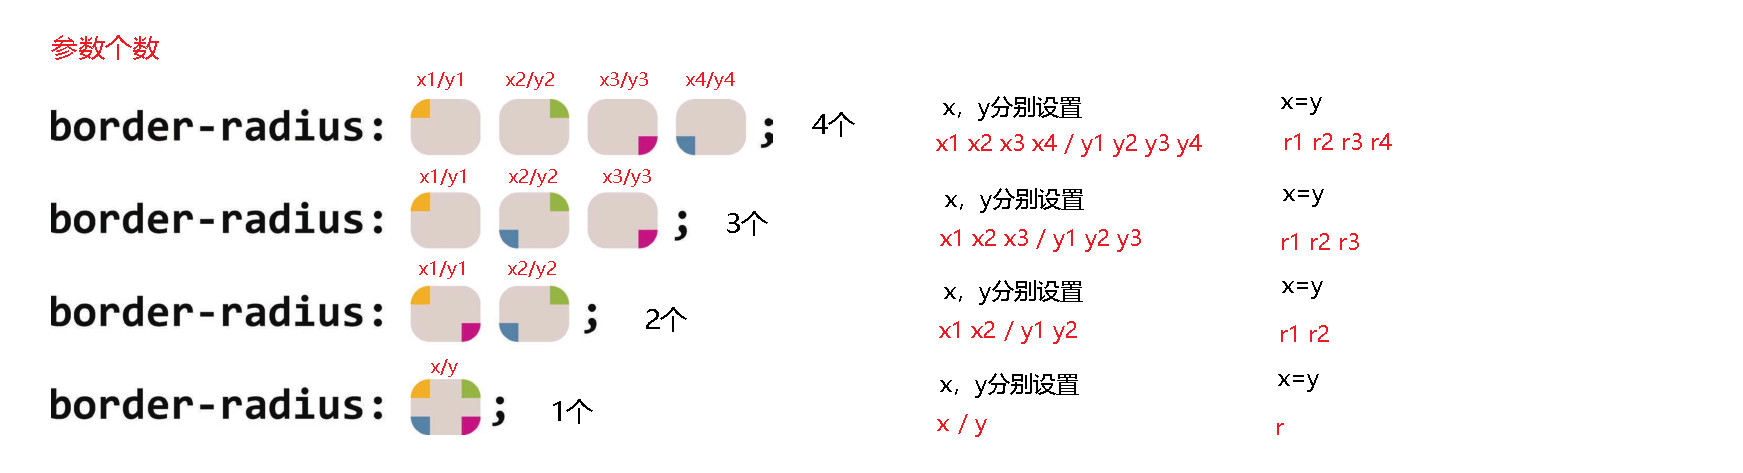 参数个数
x1/y1 x2/y2 x3/y3 x4/y4
border-radius: ; 4个
x，y分别设置 x=y
x1 x2 x3 x4 / y1 y2 y3 y4 r1 r2 r3 r4
x1/y1 x2/y2 x3/y3
border-radius: ; 3个
x，y分别设置 x=y
x1 x2 x3 / y1 y2 y3 r1 r2 r3
x1/y1 x2/y2
border-radius: ; 2个
x，y分别设置 x=y
x1 x2 / y1 y2 r1 r2
x/y
border-radius: ; 1个
x，y分别设置 x=y
x / y r